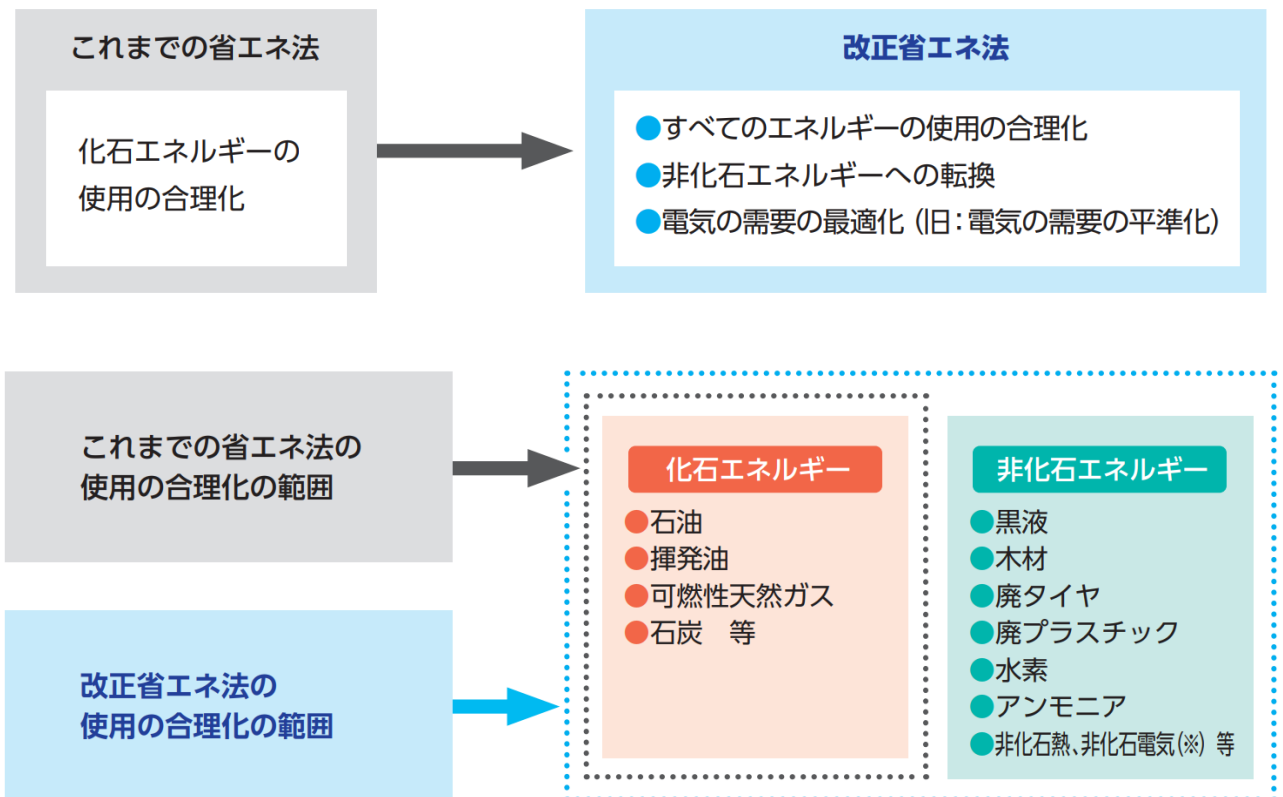 これまでの省エネ法
化石エネルギーの
使用の合理化
改正省エネ法
●すべてのエネルギーの使用の合理化
●非化石エネルギーへの転換
●電気の需要の最適化（旧：電気の需要の平準化）
これまでの省エネ法の
使用の合理化の範囲
改正省エネ法の
使用の合理化の範囲
化石エネルギー
●石油
●揮発油
●可燃性天然ガス
●石炭　等
非化石エネルギー
●黒液
●木材
●廃タイヤ
●廃プラスチック
●水素
●アンモニア
●非化石熱、非化石電気(※) 等